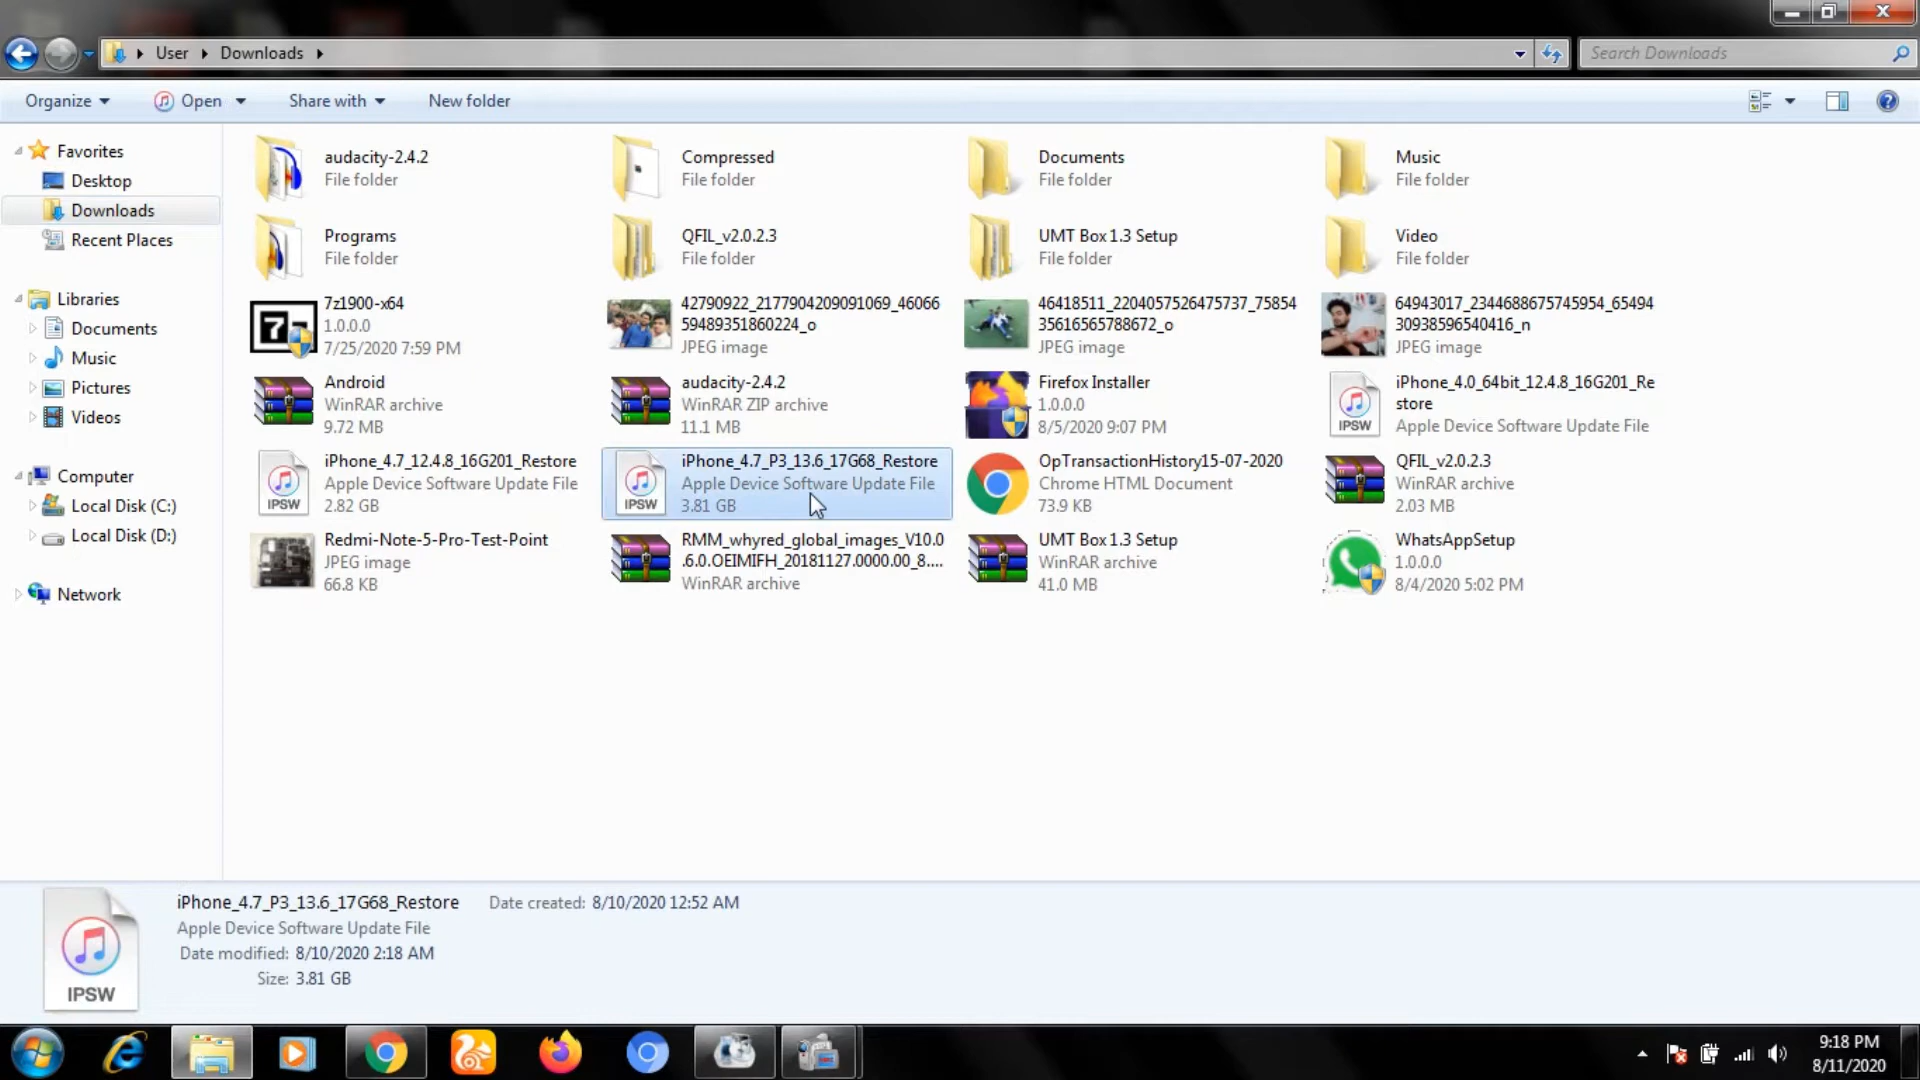 User
Downloads
Search Downloads
Organize
Open
Share with
New folder
Favorites
Desktop
Downloads
Recent Places
Libraries
Documents
Music
Pictures
Videos
Computer
Local Disk (C:)
Local Disk (D:)
Network
audacity-2.4.2
File folder
Compressed
File folder
Documents
File folder
Music
File folder
Programs
File folder
QFIL_v2.0.2.3
File folder
UMT Box 1.3 Setup
File folder
Video
File folder
7z1900-x64
1.0.0.0
7/25/2020 7:59 PM
42790922_2177904209091069_46066
59489351860224_o
JPEG image
46418511_2204057526475737_75854
35616565788672_o
JPEG image
64943017_2344688675745954_65494
30938596540416_n
JPEG image
Android
WinRAR archive
9.72 MB
audacity-2.4.2
WinRAR ZIP archive
11.1 MB
Firefox Installer
1.0.0.0
8/5/2020 9:07 PM
IPSW
iPhone_4.0_64bit_12.4.8_16G201_Re
store
Apple Device Software Update File
IPSW
iPhone_4.7_12.4.8_16G201_Restore
Apple Device Software Update File
2.82 GB
IPSW
iPhone_4.7_P3_13.6_17G68_Restore
Apple Device Software Update File
3.81 GB
OpTransactionHistory15-07-2020
Chrome HTML Document
73.9 KB
QFIL_v2.0.2.3
WinRAR archive
2.03 MB
Redmi-Note-5-Pro-Test-Point
JPEG image
66.8 KB
RMM_whyred_global_images_V10.0
.6.0.OEIMIFH_20181127.0000.00_8....
WinRAR archive
UMT Box 1.3 Setup
WinRAR archive
41.0 MB
WhatsAppSetup
1.0.0.0
8/4/2020 5:02 PM
IPSW
iPhone_4.7_P3_13.6_17G68_Restore
Date created: 8/10/2020 12:52 AM
Apple Device Software Update File
Date modified: 8/10/2020 2:18 AM
Size: 3.81 GB
9:18 PM
8/11/2020